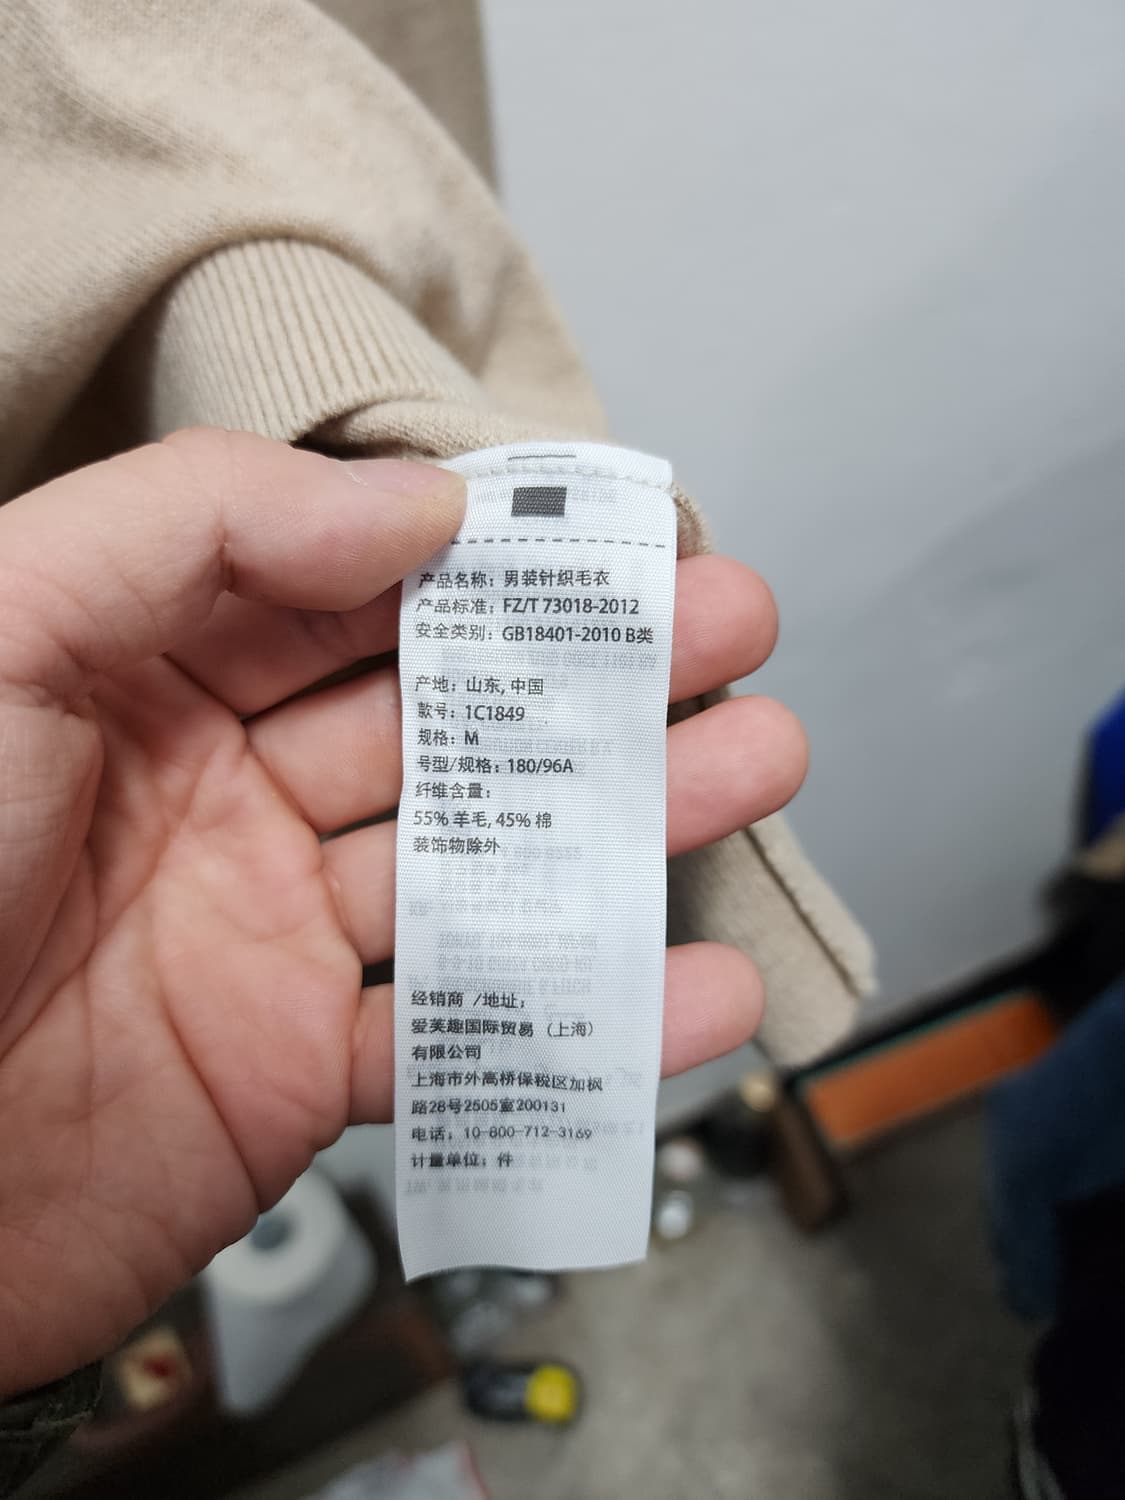 产品名称：男装针织毛衣
产品标准：FZ/T 73018-2012
安全类别：GB18401-2010 B类
产地：山东, 中国
款号：1C1849
规格：M
号型/规格：180/96A
纤维含量：
55% 羊毛, 45% 棉
装饰物除外
经销商 /地址：
爱芙趣国际贸易 (上海)
有限公司
上海市外高桥保税区加枫
路28号2505室200131
电话：10-800-712-3169
计量单位：件